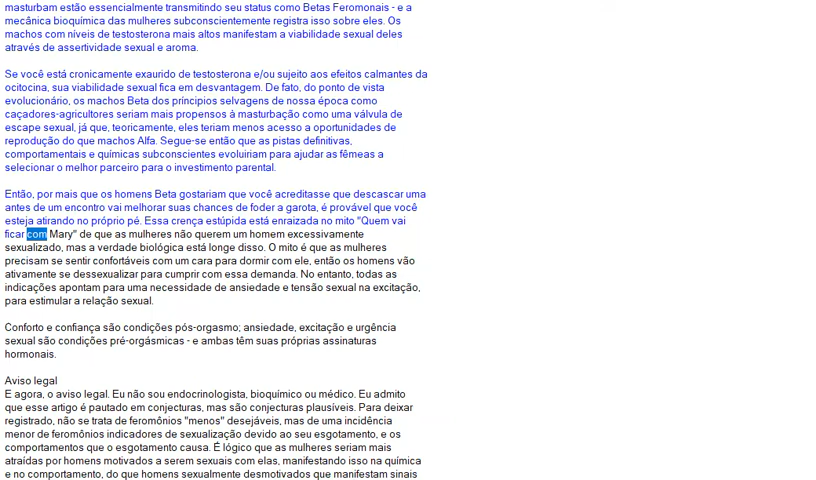 masturbam estão essencialmente transmitindo seu status como Betas Feromonais - e a
mecânica bioquímica das mulheres subconscientemente registra isso sobre eles. Os
machos com níveis de testosterona mais altos manifestam a viabilidade sexual deles
através de assertividade sexual e aroma.
Se você está cronicamente exaurido de testosterona e/ou sujeito aos efeitos calmantes da
ocitocina, sua viabilidade sexual fica em desvantagem. De fato, do ponto de vista
evolucionário, os machos Beta dos príncipios selvagens de nossa época como
caçadores-agricultores seriam mais propensos à masturbação como uma válvula de
escape sexual, já que, teoricamente, eles teriam menos acesso a oportunidades de
reprodução do que machos Alfa. Segue-se então que as pistas definitivas,
comportamentais e químicas subconscientes evoluiriam para ajudar as fêmeas a
selecionar o melhor parceiro para o investimento parental.
Então, por mais que os homens Beta gostariam que você acreditasse que descascar uma
antes de um encontro vai melhorar suas chances de foder a garota, é provável que você
esteja atirando no próprio pé. Essa crença estúpida está enraizada no mito "Quem vai
ficar com Mary" de que as mulheres não querem um homem excessivamente
sexualizado, mas a verdade biológica está longe disso. O mito é que as mulheres
precisam se sentir confortáveis com um cara para dormir com ele, então os homens vão
ativamente se dessexualizar para cumprir com essa demanda. No entanto, todas as
indicações apontam para uma necessidade de ansiedade e tensão sexual na excitação,
para estimular a relação sexual.
Conforto e confiança são condições pós-orgasmo; ansiedade, excitação e urgência
sexual são condições pré-orgásmicas - e ambas têm suas próprias assinaturas
hormonais.
Aviso legal
E agora, o aviso legal. Eu não sou endocrinologista, bioquímico ou médico. Eu admito
que esse artigo é pautado em conjecturas, mas são conjecturas plausíveis. Para deixar
registrado, não se trata de feromônios "menos" desejáveis, mas de uma incidência
menor de feromônios indicadores de sexualização devido ao seu esgotamento, e os
comportamentos que o esgotamento causa. É lógico que as mulheres seriam mais
atraídas por homens motivados a serem sexuais com elas, manifestando isso na química
e no comportamento, do que homens sexualmente desmotivados que manifestam sinais